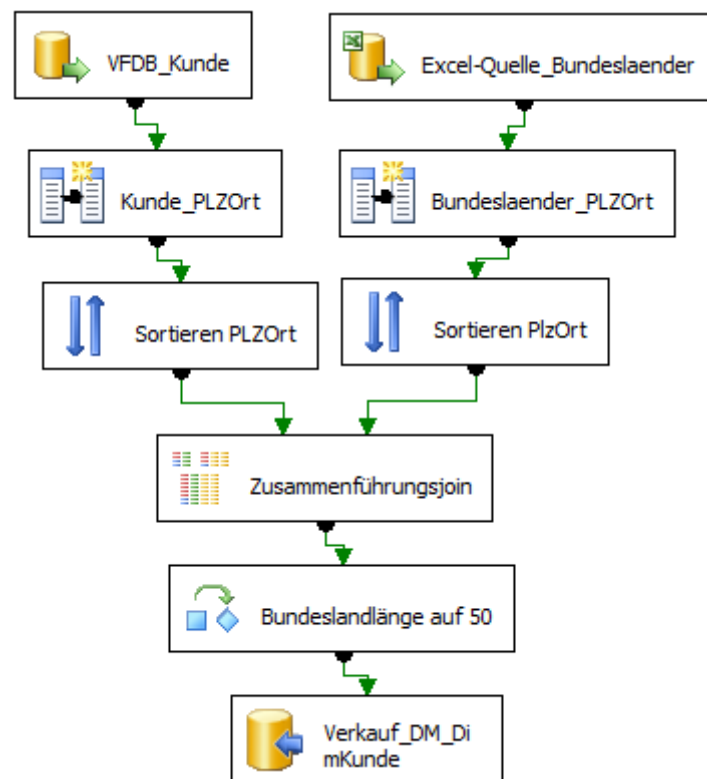 VFDB_Kunde
Excel-Quelle_Bundeslaender
Kunde_PLZOrt
Bundeslaender_PLZOrt
Sortieren PLZOrt
Sortieren PlzOrt
Zusammenführungsjoin
Bundeslandlänge auf 50
Verkauf_DM_Di
mKunde